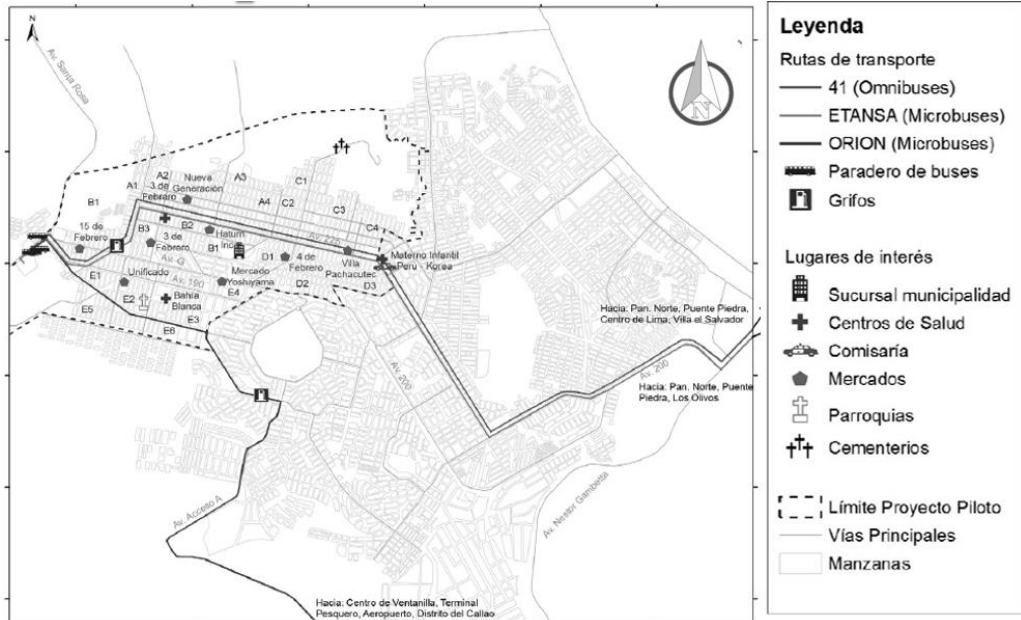 N
Av. Santa Rosa
N
A1
A2
A3
A4
B1
3 de
Febrero
Nueva
Generación
C1
C2
C3
C4
15 de
Febrero
B3
B2
3 de
Febrero
Hatum
Inca
B1
D1
4 de
Febrero
Av. 225
Villa
Pachacutec
Materno Infantil
Peru - Korea
E1
Av. G
Unificado
Av. 190
Mercado
Yoshiyama
E4
D2
D3
E5
E2
Bahia
Blanca
E3
E6
Av. 200
Hacia: Pan. Norte, Puente Piedra,
Centro de Lima, Villa el Salvador
Av. 200
Hacia: Pan. Norte, Puente
Piedra, Los Olivos
Av. Acceso A
Av. Nestor Gambetta
Hacia: Centro de Ventanilla, Terminal
Pesquero, Aeropuerto, Distrito del Callao
Leyenda
Rutas de transporte
41 (Omnibuses)
ETANSA (Microbuses)
ORION (Microbuses)
Paradero de buses
Grifos
Lugares de interés
Sucursal municipalidad
Centros de Salud
Comisaría
Mercados
Parroquias
Cementerios
Límite Proyecto Piloto
Vías Principales
Manzanas